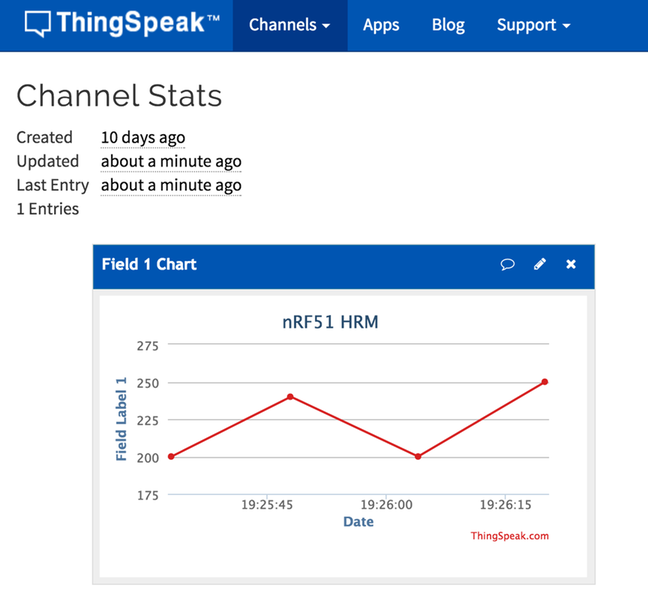 ThingSpeak™ Channels Apps Blog Support
Channel Stats
Created 10 days ago
Updated about a minute ago
Last Entry about a minute ago
1 Entries
Field 1 Chart
nRF51 HRM
275
250
225
200
175
Field Label 1
19:25:45 19:26:00 19:26:15
Date
ThingSpeak.com